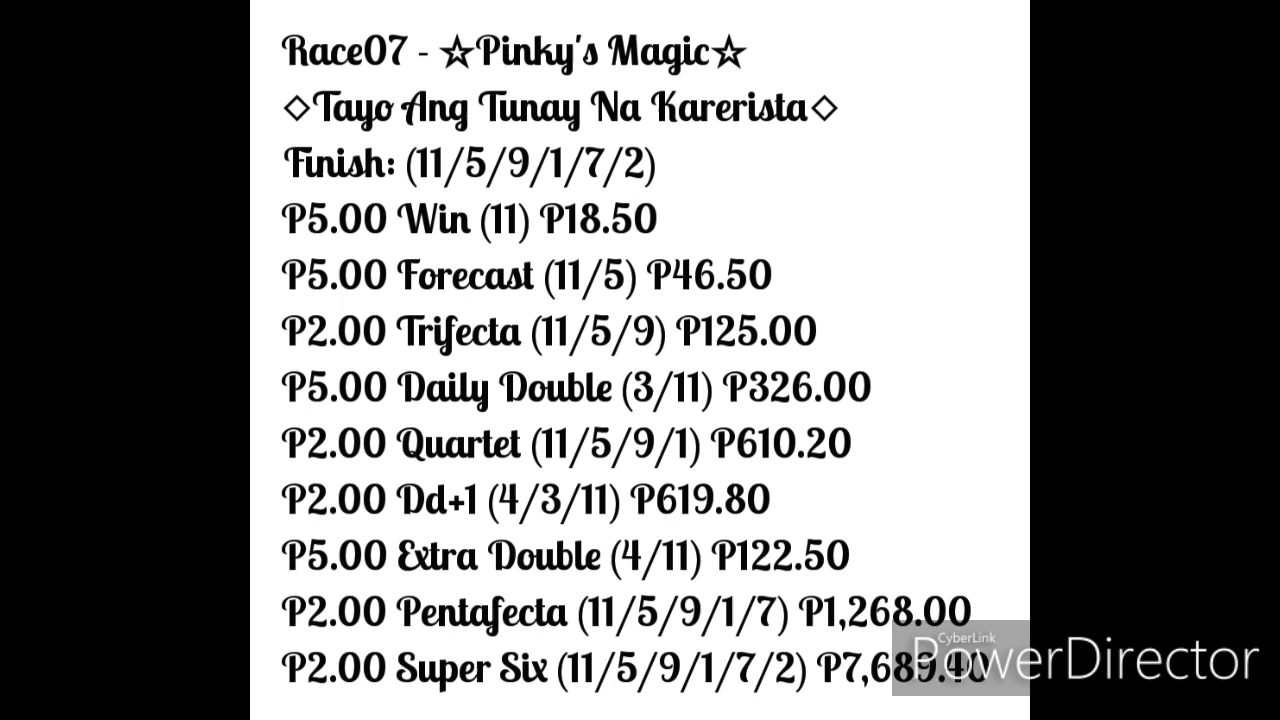 Race07 - ☆Pinky's Magic☆
◇Tayo Ang Tunay Na Karerista◇
Finish: (11/5/9/1/7/2)
P5.00 Win (11) P18.50
P5.00 Forecast (11/5) P46.50
P2.00 Trifecta (11/5/9) P125.00
P5.00 Daily Double (3/11) P326.00
P2.00 Quartet (11/5/9/1) P610.20
P2.00 Dd+1 (4/3/11) P619.80
P5.00 Extra Double (4/11) P122.50
P2.00 Pentafecta (11/5/9/1/7) P1,268.00
P2.00 Super Six (11/5/9/1/7/2) P7,689.40
CyberLink
PowerDirector